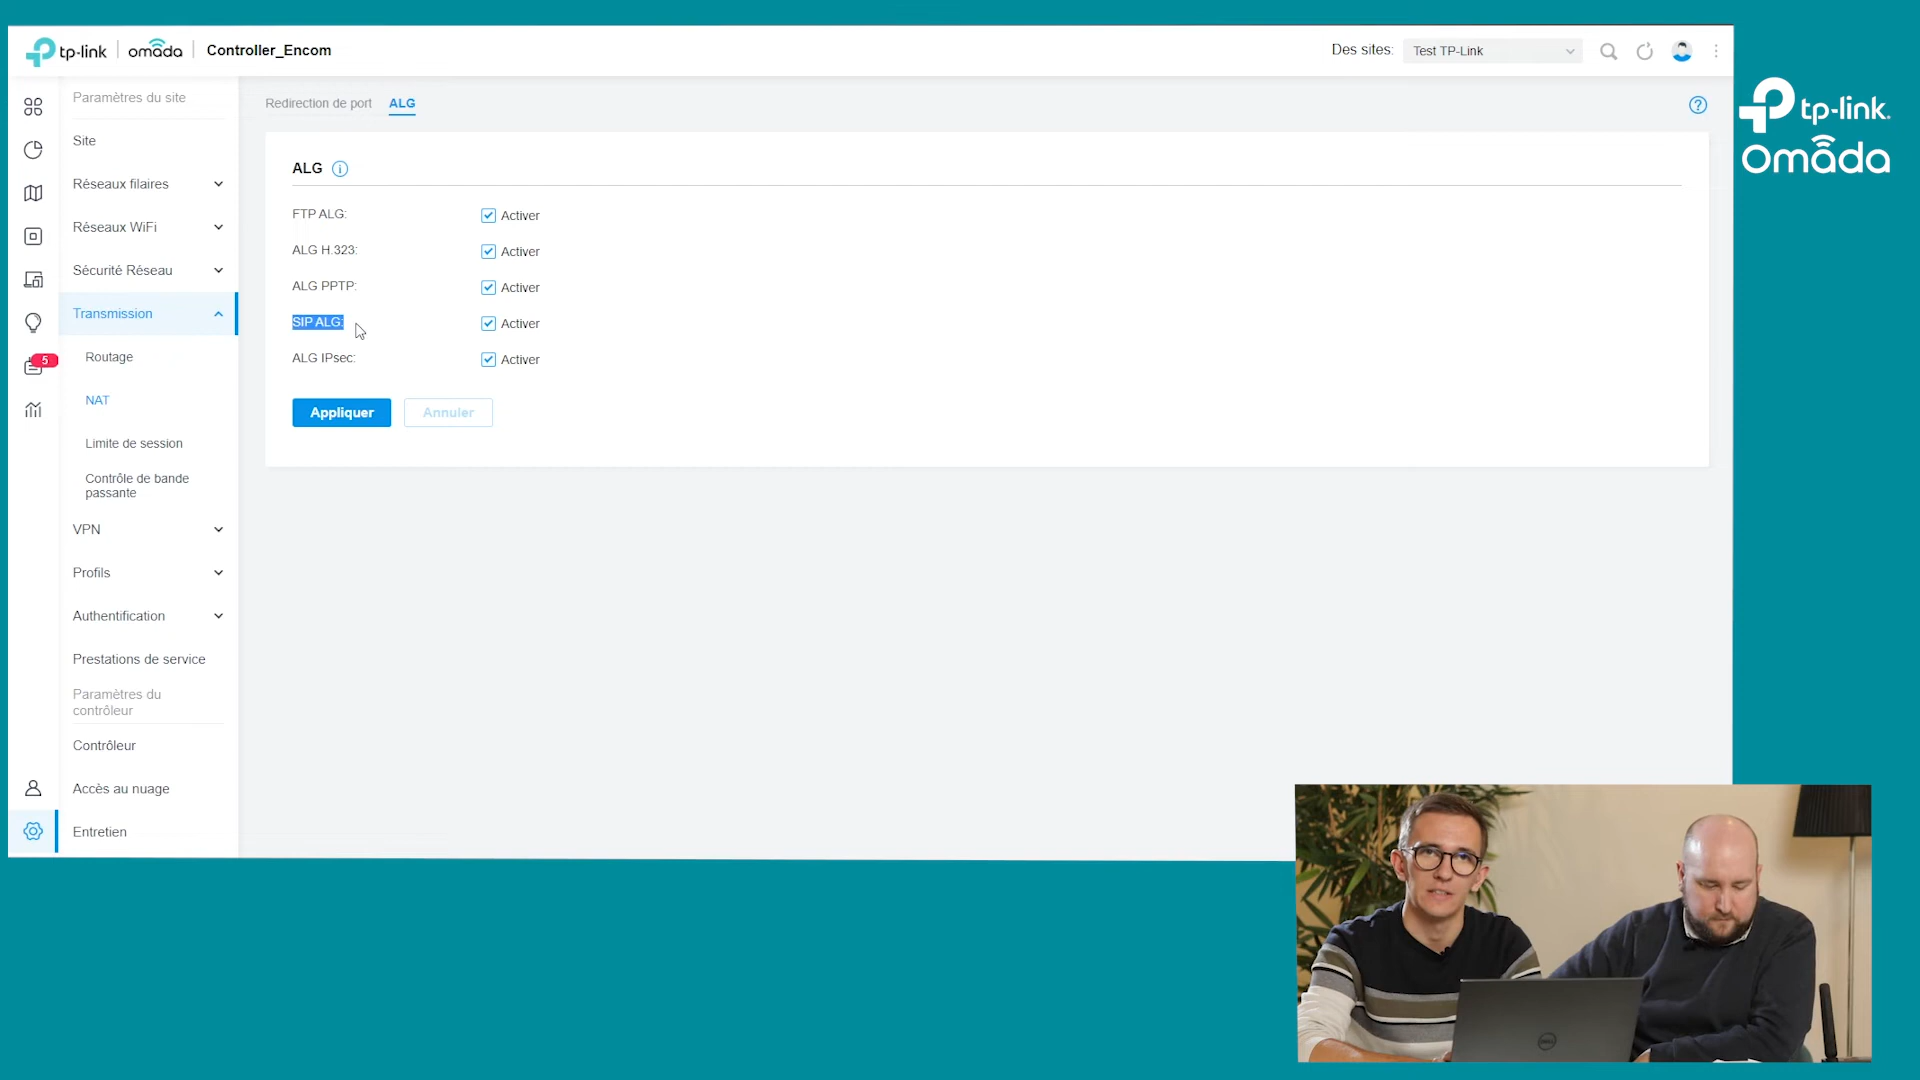 tp-link | omada | Controller_Encom
Des sites: Test TP-Link
tp-link.
Omada
Paramètres du site
Site
Réseaux filaires
Réseaux WiFi
Sécurité Réseau
Transmission
Routage
NAT
Limite de session
Contrôle de bande
passante
VPN
Profils
Authentification
Prestations de service
Paramètres du
contrôleur
Contrôleur
Accès au nuage
Entretien
5
Redirection de port ALG
ALG
FTP ALG: Activer
ALG H.323: Activer
ALG PPTP: Activer
SIP ALG: Activer
ALG IPsec: Activer
Appliquer Annuler
DELL